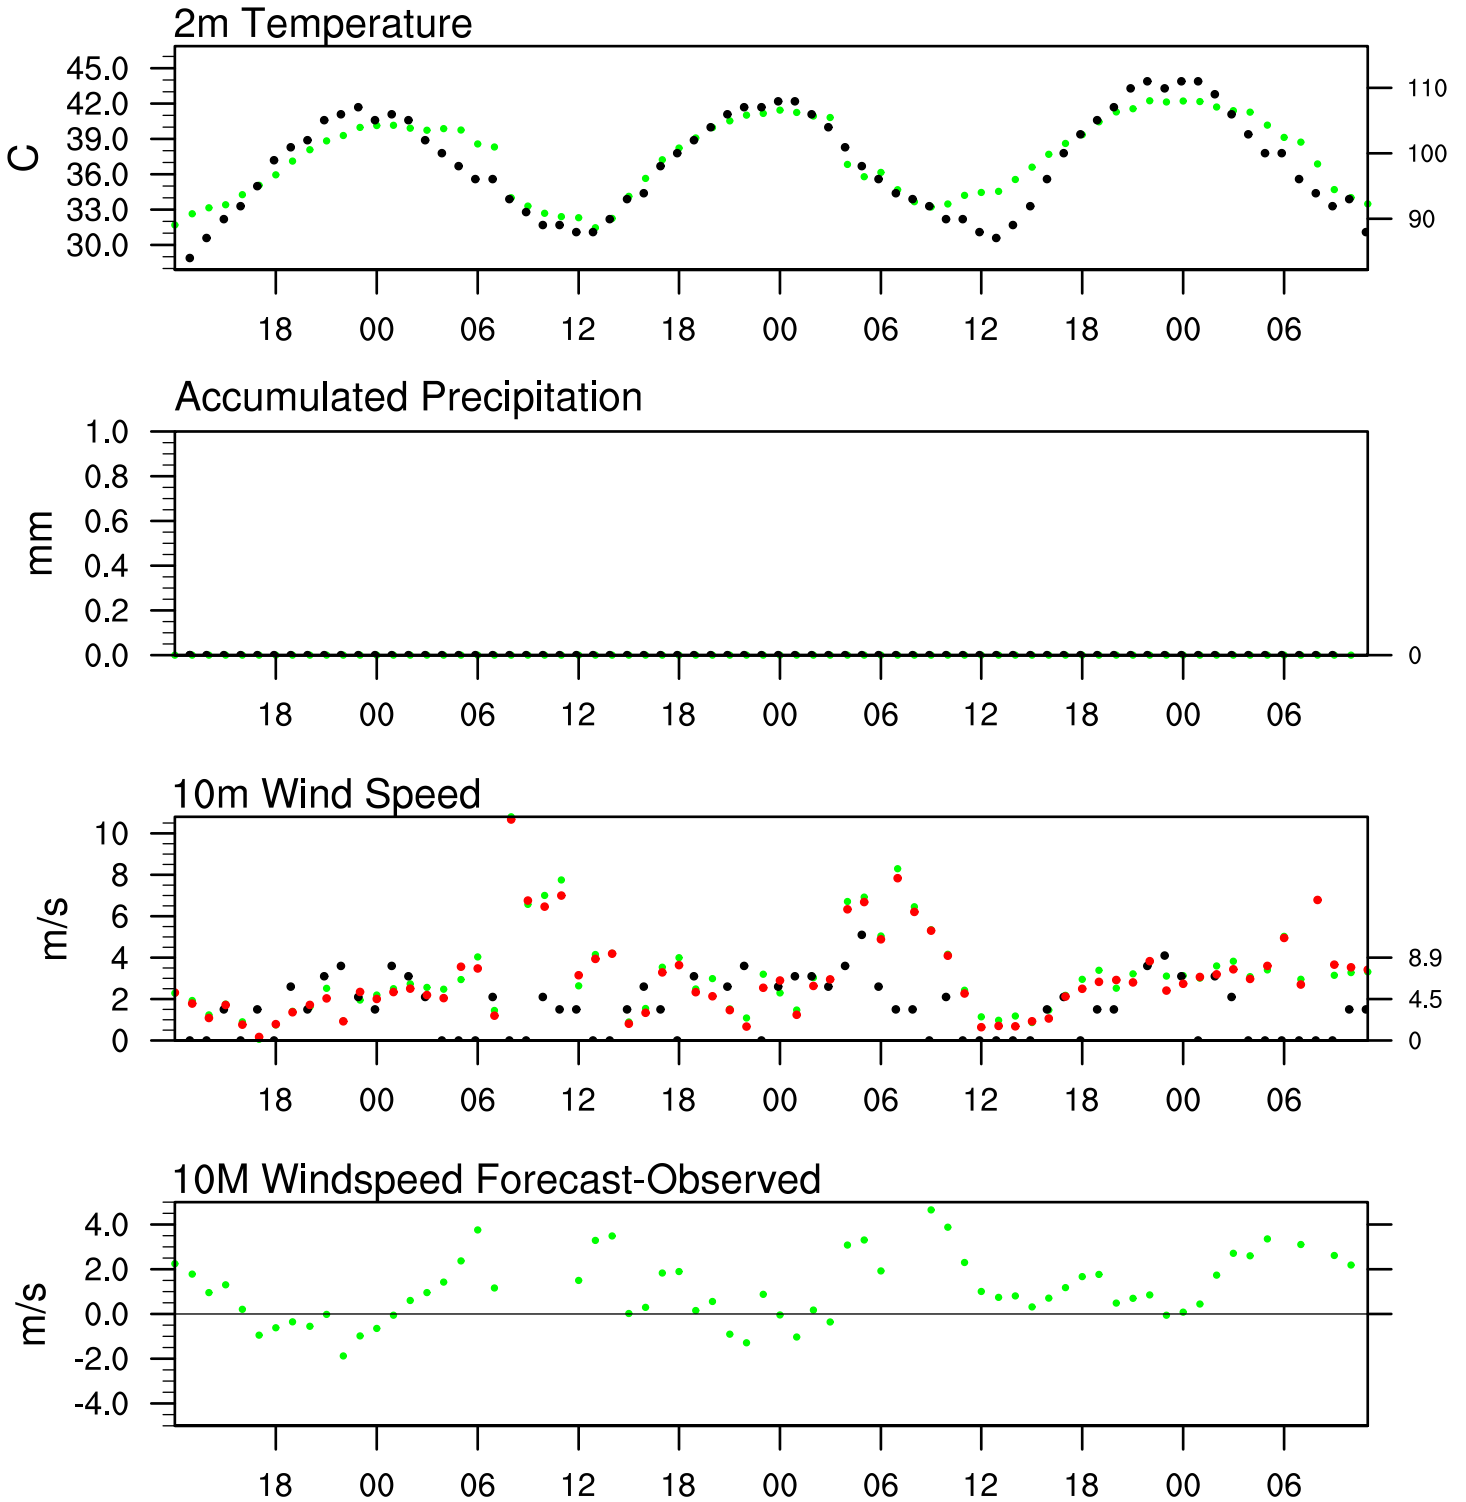 2m Temperature
45.0
42.0
39.0
36.0
33.0
30.0
C
110
100
90
18 00 06 12 18 00 06 12 18 00 06
Accumulated Precipitation
1.0
0.8
0.6
0.4
0.2
0.0
mm
0
18 00 06 12 18 00 06 12 18 00 06
10m Wind Speed
10
8
6
4
2
0
m/s
8.9
4.5
0
18 00 06 12 18 00 06 12 18 00 06
10M Windspeed Forecast-Observed
4.0
2.0
0.0
-2.0
-4.0
m/s
18 00 06 12 18 00 06 12 18 00 06